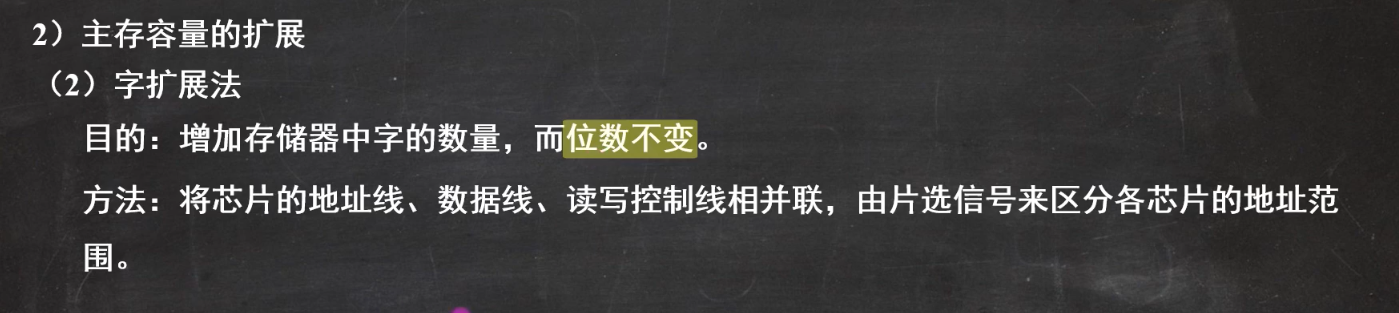 2）主存容量的扩展
（2）字扩展法
目的：增加存储器中字的数量，而位数不变。
方法：将芯片的地址线、数据线、读写控制线相并联，由片选信号来区分各芯片的地址范
围。